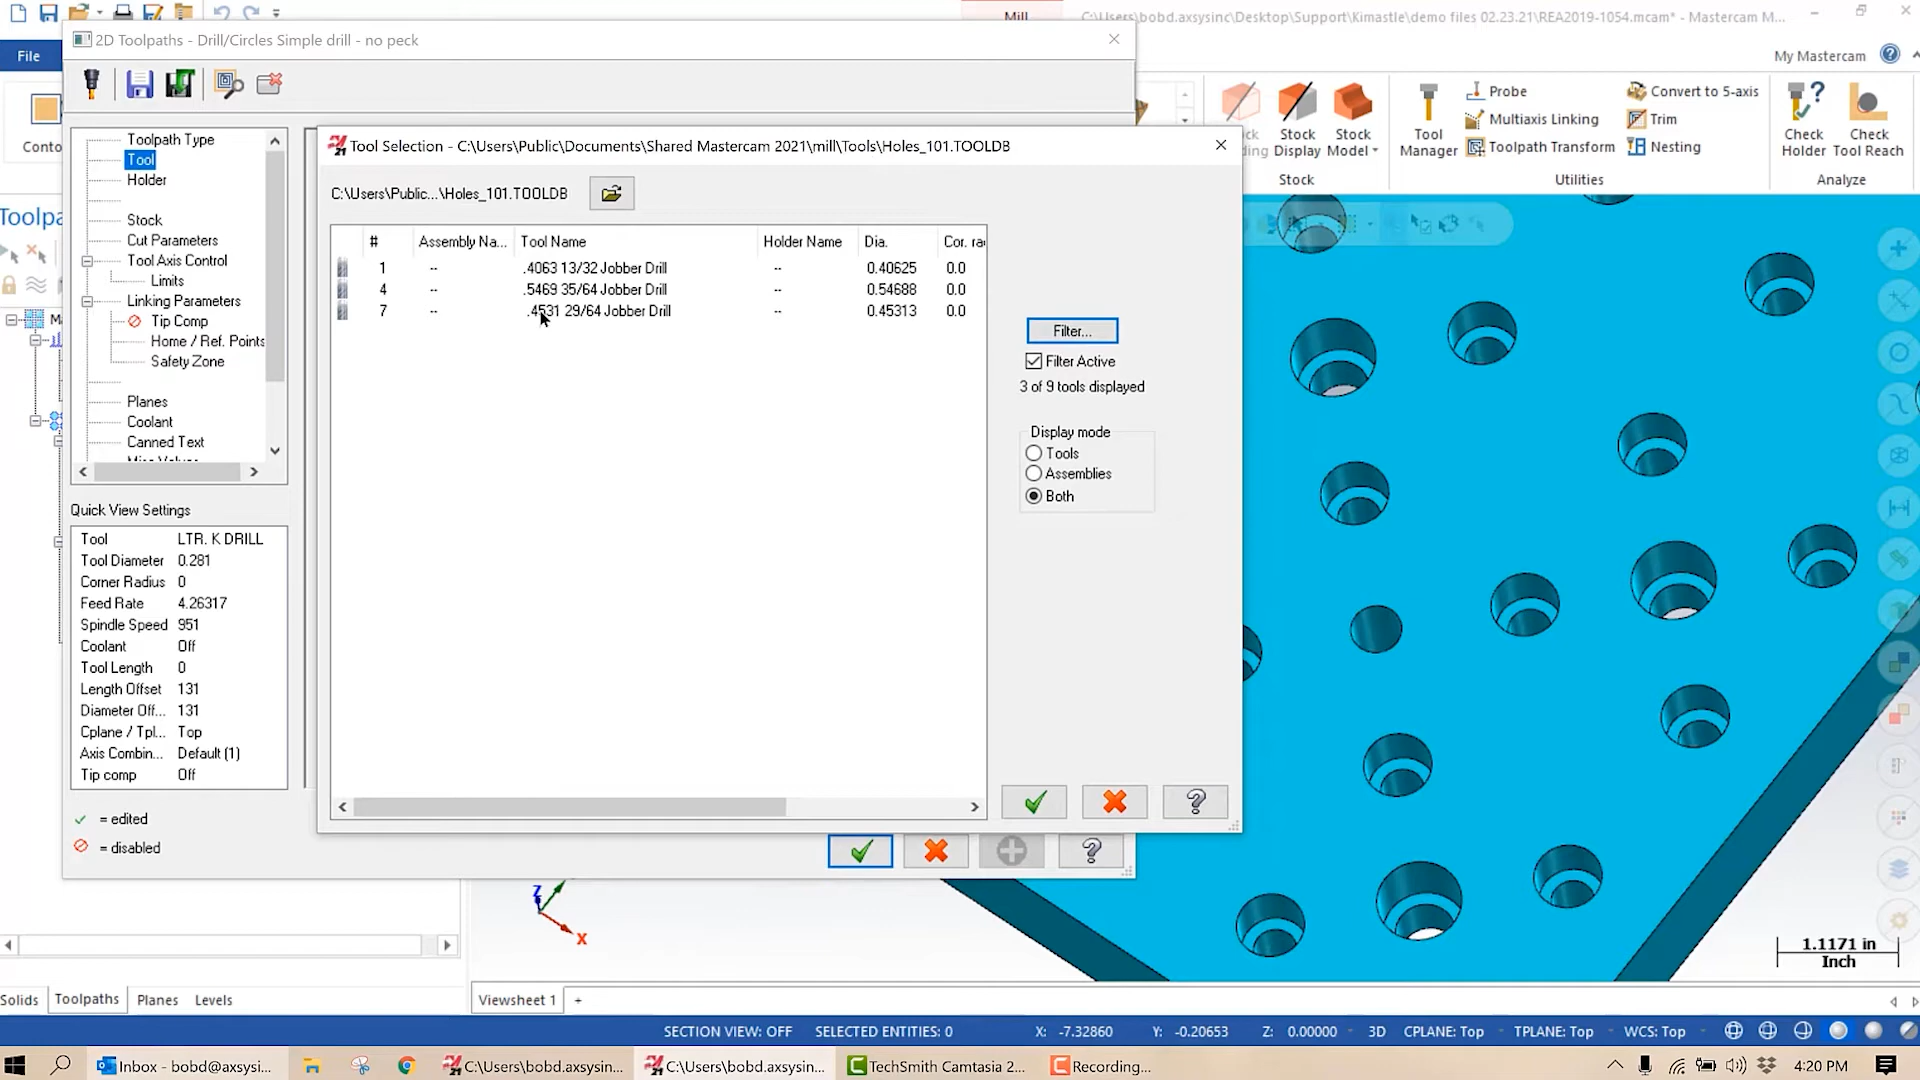 Mill
C:\Users\bobd.axsysinc\Desktop\Support\Kimastle\demo files 02.23.21\REA2019-1054.mcam* - Mastercam M...
2D Toolpaths - Drill/Circles Simple drill - no peck
File
My Mastercam
Conto
Stock Display
Stock Model
Tool Manager
Probe
Multiaxis Linking
Toolpath Transform
Convert to 5-axis
Trim
Nesting
Check Holder
Check Tool Reach
Stock
Utilities
Analyze
Toolpa
Toolpath Type
Tool
Holder
Stock
Cut Parameters
Tool Axis Control
Limits
Linking Parameters
Tip Comp
Home / Ref. Points
Safety Zone
Planes
Coolant
Canned Text
Tool Selection - C:\Users\Public\Documents\Shared Mastercam 2021\mill\Tools\Holes_101.TOOLDB
C:\Users\Public...\Holes_101.TOOLDB
# Assembly Na... Tool Name Holder Name Dia. Cor. ra
1 -- .4063 13/32 Jobber Drill -- 0.40625 0.0
4 -- .5469 35/64 Jobber Drill -- 0.54688 0.0
7 -- .4531 29/64 Jobber Drill -- 0.45313 0.0
Filter...
Filter Active
3 of 9 tools displayed
Display mode
Tools
Assemblies
Both
Quick View Settings
Tool LTR. K DRILL
Tool Diameter 0.281
Corner Radius 0
Feed Rate 4.26317
Spindle Speed 951
Coolant Off
Tool Length 0
Length Offset 131
Diameter Off... 131
Cplane / Tpl... Top
Axis Combin... Default (1)
Tip comp Off
= edited
= disabled
Z
X
1.1171 in
Inch
Solids Toolpaths Planes Levels
Viewsheet 1 +
SECTION VIEW: OFF SELECTED ENTITIES: 0 X: -7.32860 Y: -0.20653 Z: 0.00000 3D CPLANE: Top TPLANE: Top WCS: Top
Inbox - bobd@axsysi... C:\Users\bobd.axsysin... C:\Users\bobd.axsysin... TechSmith Camtasia 2... Recording... 4:20 PM